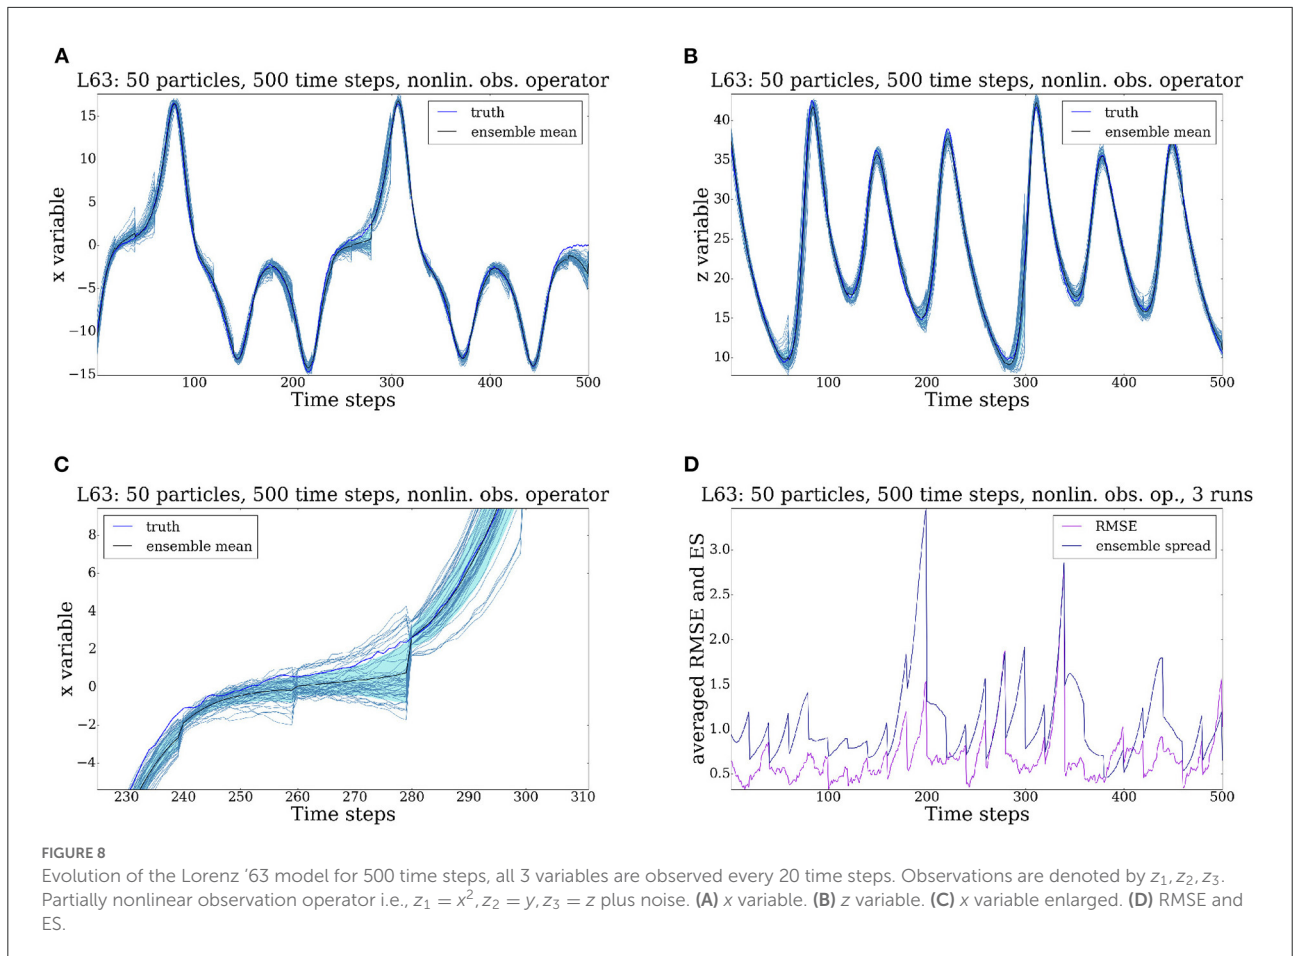 A
L63: 50 particles, 500 time steps, nonlin. obs. operator
truth
ensemble mean
x variable
15
10
5
0
−5
−10
−15
100
200
300
400
500
Time steps
B
L63: 50 particles, 500 time steps, nonlin. obs. operator
truth
ensemble mean
z variable
40
35
30
25
20
15
10
100
200
300
400
500
Time steps
C
L63: 50 particles, 500 time steps, nonlin. obs. operator
truth
ensemble mean
x variable
8
6
4
2
0
−2
−4
230
240
250
260
270
280
290
300
310
Time steps
D
L63: 50 particles, 500 time steps, nonlin. obs. op., 3 runs
RMSE
ensemble spread
averaged RMSE and ES
3.0
2.5
2.0
1.5
1.0
0.5
100
200
300
400
500
Time steps
FIGURE 8
Evolution of the Lorenz ’63 model for 500 time steps, all 3 variables are observed every 20 time steps. Observations are denoted by z₁, z₂, z₃.
Partially nonlinear observation operator i.e., z₁ = x², z₂ = y, z₃ = z plus noise. (A) x variable. (B) z variable. (C) x variable enlarged. (D) RMSE and
ES.